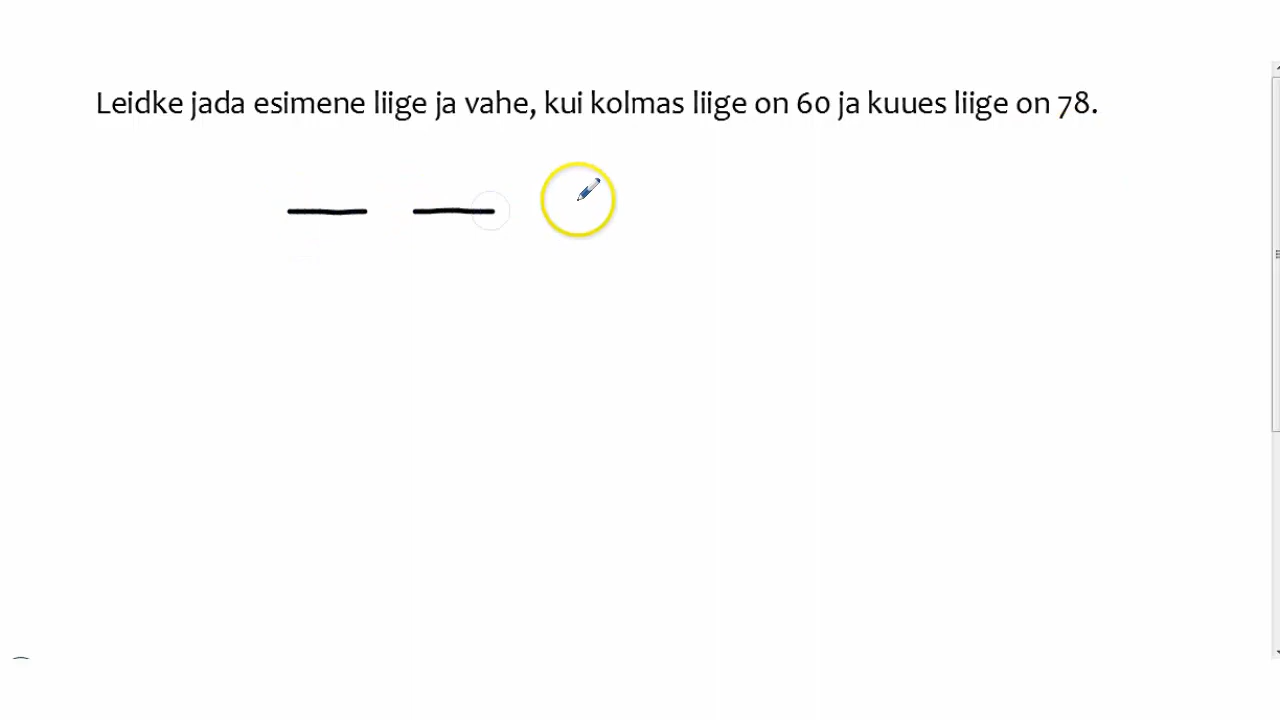 Leidke jada esimene liige ja vahe, kui kolmas liige on 60 ja kuues liige on 78.